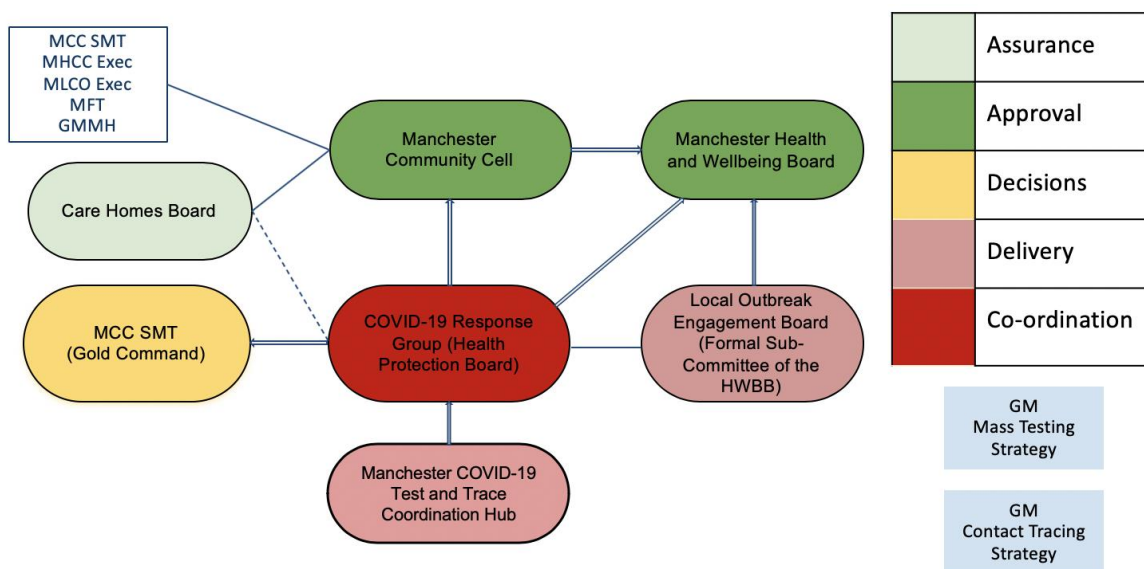 MCC SMT
MHCC Exec
MLCO Exec
MFT
GMMH
Manchester
Community Cell
Manchester Health
and Wellbeing Board
Care Homes Board
MCC SMT
(Gold Command)
COVID-19 Response
Group (Health
Protection Board)
Local Outbreak
Engagement Board
(Formal Sub-
Committee of the
HWBB)
Manchester COVID-19
Test and Trace
Coordination Hub
Assurance
Approval
Decisions
Delivery
Co-ordination
GM
Mass Testing
Strategy
GM
Contact Tracing
Strategy